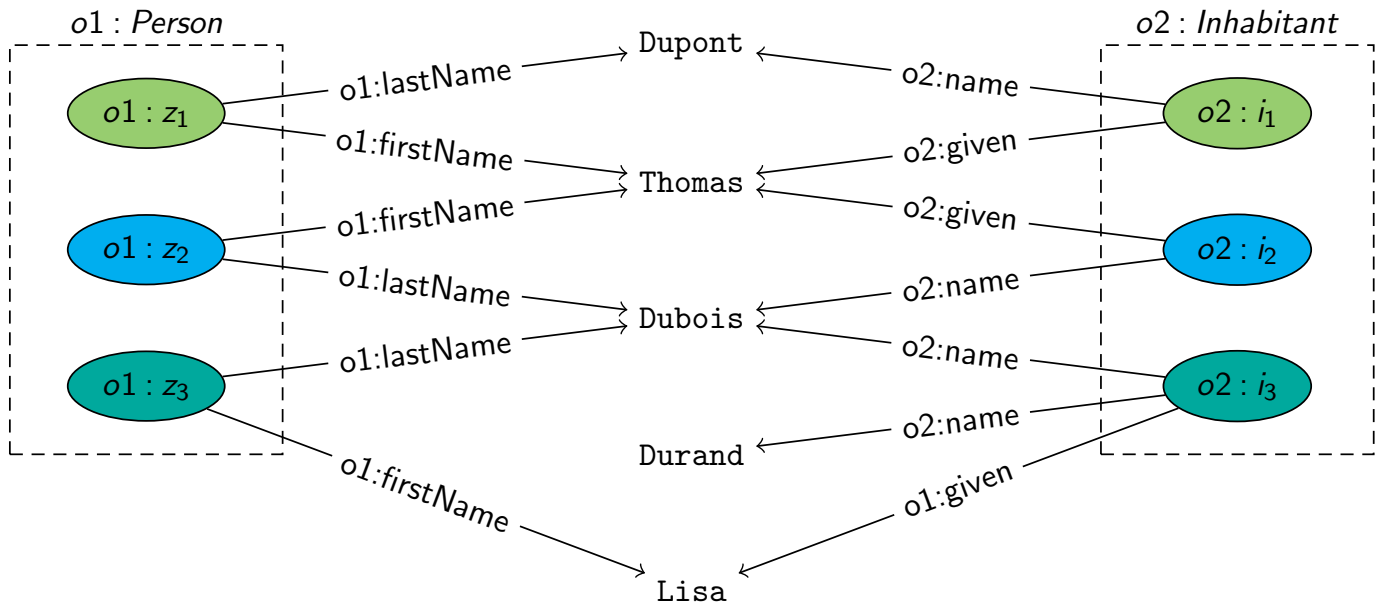 o1 : Person
o2 : Inhabitant
Dupont
o1:lastName
o2:name
o1 : z₁
o2 : i₁
o1:firstName
o2:given
Thomas
o1:firstName
o2:given
o1 : z₂
o2 : i₂
o1:lastName
o2:name
Dubois
o1:lastName
o2:name
o1 : z₃
o2 : i₃
o2:name
Durand
o1:firstName
o1:given
Lisa